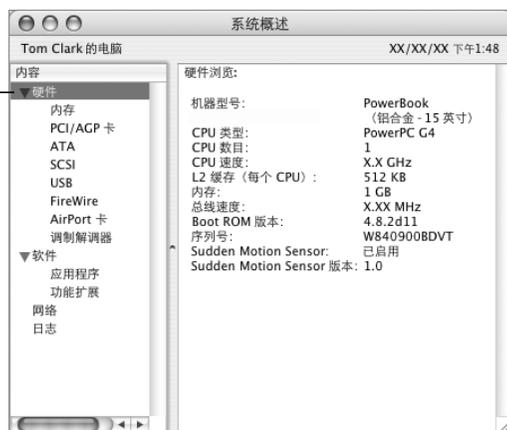 系统概述
Tom Clark 的电脑 XX/XX/XX 下午1:48
内容
硬件
内存
PCI/AGP 卡
ATA
SCSI
USB
FireWire
AirPort 卡
调制解调器
软件
应用程序
功能扩展
网络
日志
硬件浏览:
机器型号: PowerBook
（铝合金 - 15 英寸）
CPU 类型: PowerPC G4
CPU 数目: 1
CPU 速度: X.X GHz
L2 缓存（每个 CPU）: 512 KB
内存: 1 GB
总线速度: X.XX MHz
Boot ROM 版本: 4.8.2d11
序列号: W840900BDVT
Sudden Motion Sensor: 已启用
Sudden Motion Sensor 版本: 1.0